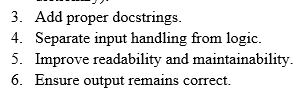 3. Add proper docstrings.
4. Separate input handling from logic.
5. Improve readability and maintainability.
6. Ensure output remains correct.